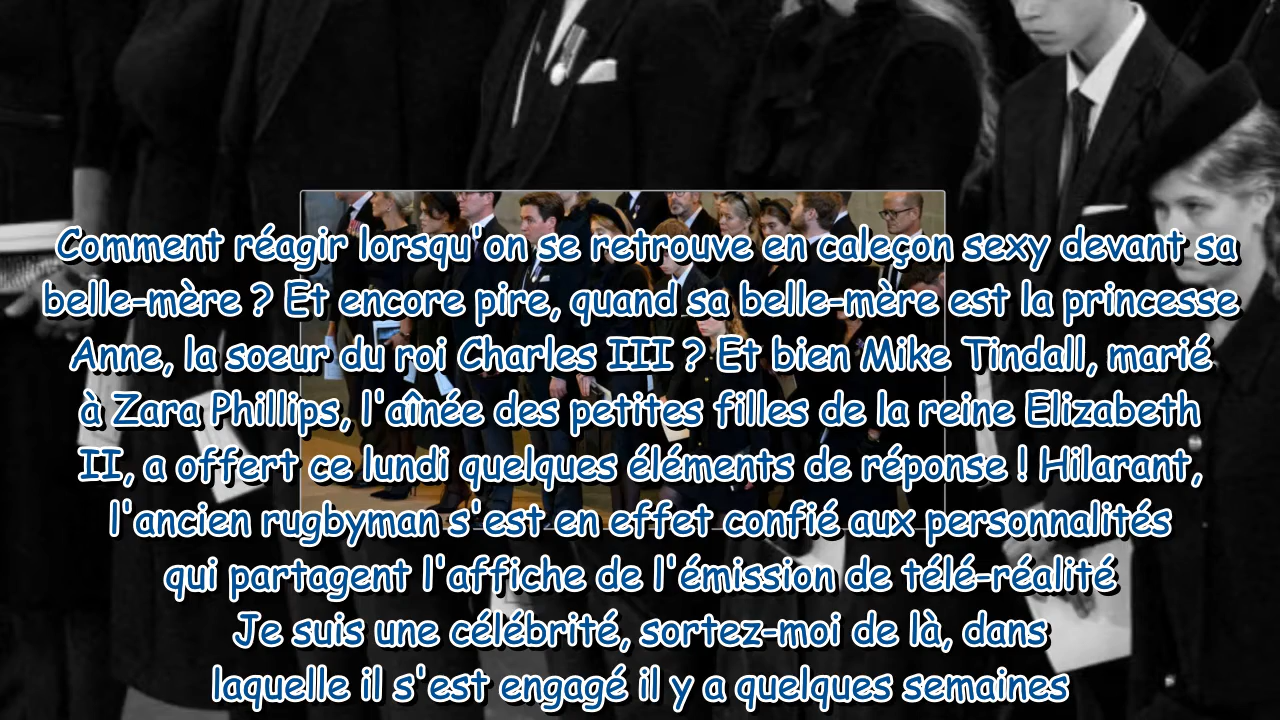 Comment réagir lorsqu'on se retrouve en caleçon sexy devant sa
belle-mère ? Et encore pire, quand sa belle-mère est la princesse
Anne, la soeur du roi Charles III ? Et bien Mike Tindall, marié
à Zara Phillips, l'aînée des petites filles de la reine Elizabeth
II, a offert ce lundi quelques éléments de réponse ! Hilarant,
l'ancien rugbyman s'est en effet confié aux personnalités
qui partagent l'affiche de l'émission de télé-réalité
Je suis une célébrité, sortez-moi de là, dans
laquelle il s'est engagé il y a quelques semaines